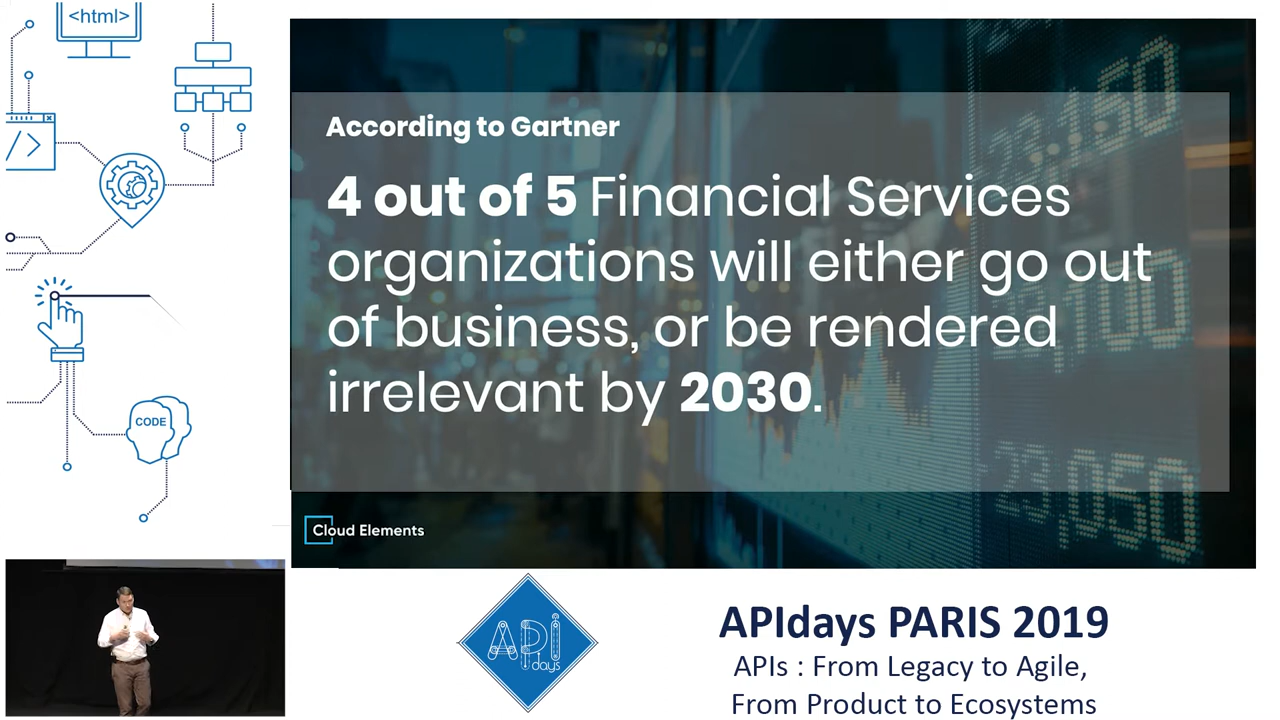 <html>
</>
CODE
According to Gartner
4 out of 5 Financial Services
organizations will either go out
of business, or be rendered
irrelevant by 2030.
Cloud Elements
API
days
APIdays PARIS 2019
APIs : From Legacy to Agile,
From Product to Ecosystems